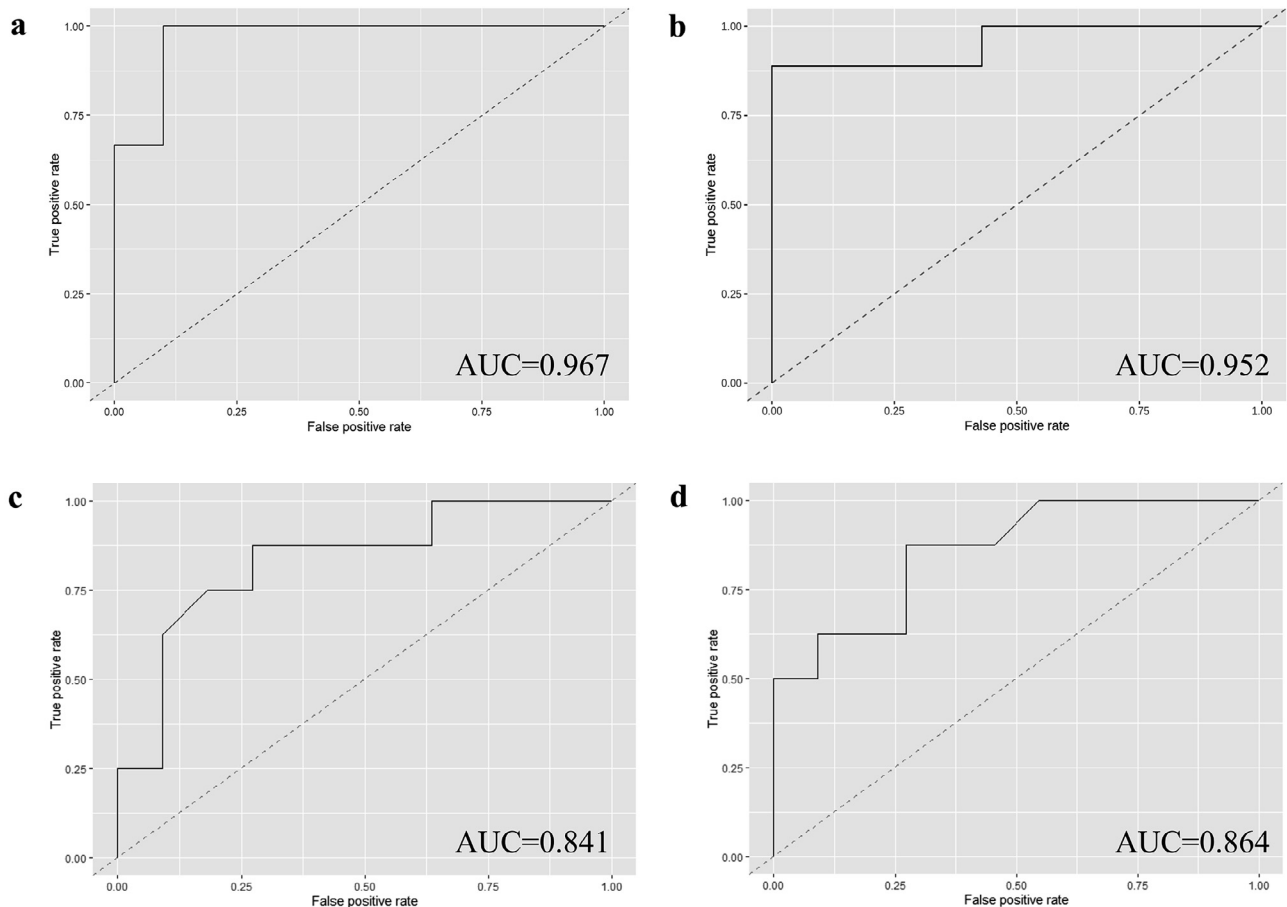 a
1.00
0.75
0.50
0.25
0.00
True positive rate
AUC=0.967
0.00 0.25 0.50 0.75 1.00
False positive rate
b
1.00
0.75
0.50
0.25
0.00
True positive rate
AUC=0.952
0.00 0.25 0.50 0.75 1.00
False positive rate
c
1.00
0.75
0.50
0.25
0.00
True positive rate
AUC=0.841
0.00 0.25 0.50 0.75 1.00
False positive rate
d
1.00
0.75
0.50
0.25
0.00
True positive rate
AUC=0.864
0.00 0.25 0.50 0.75 1.00
False positive rate